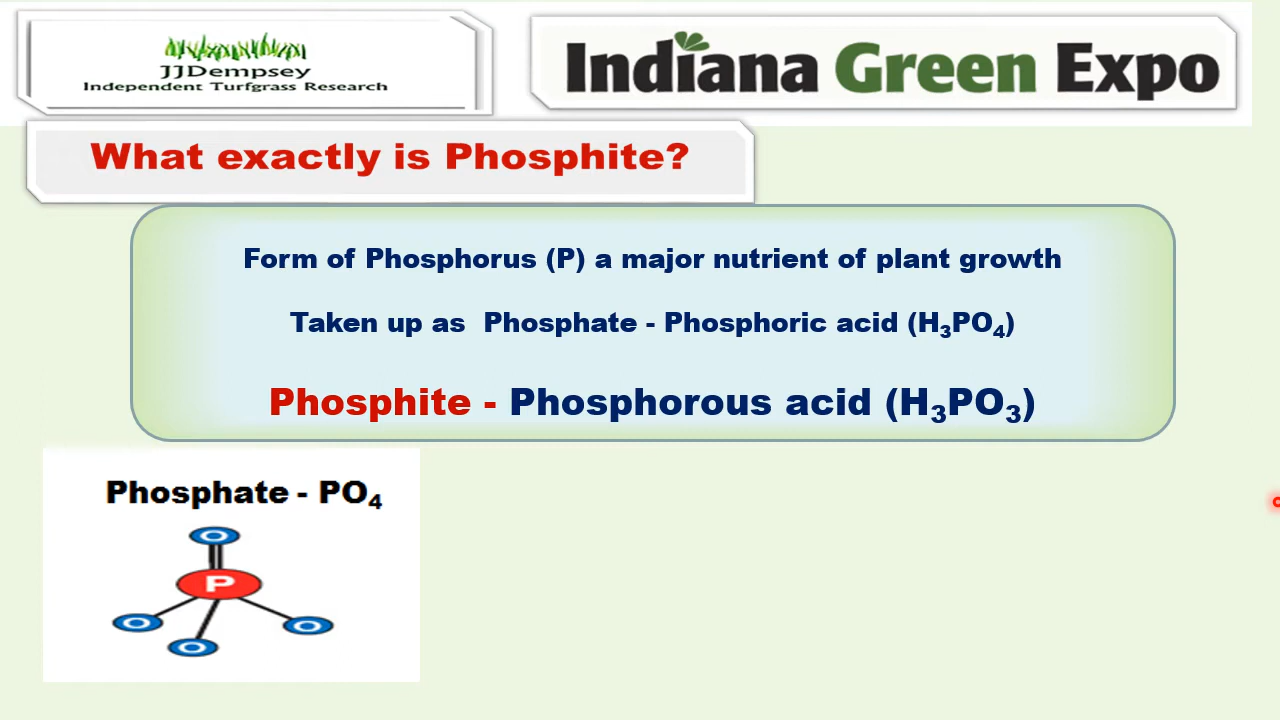 JJDempsey
Independent Turfgrass Research
Indiana Green Expo
What exactly is Phosphite?
Form of Phosphorus (P) a major nutrient of plant growth
Taken up as Phosphate - Phosphoric acid (H₃PO₄)
Phosphite - Phosphorous acid (H₃PO₃)
Phosphate - PO₄
O
P
O
O
O